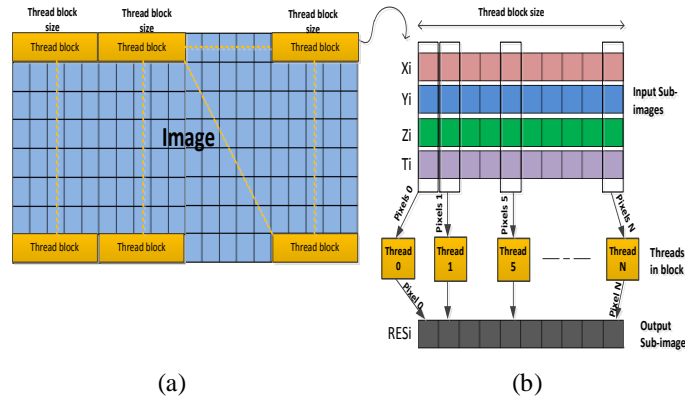 Thread block size
Thread block size
Thread block size
Thread block
Thread block
Thread block
Image
Thread block
Thread block
Thread block
(a)
Thread block size
Xi
Yi
Zi
Ti
Input Sub-images
Pixels 0
Pixels 1
Pixels 5
Pixels N
Thread 0
Thread 1
Thread 5
Thread N
Threads in block
Pixel 0
Pixel N
RESi
Output Sub-image
(b)